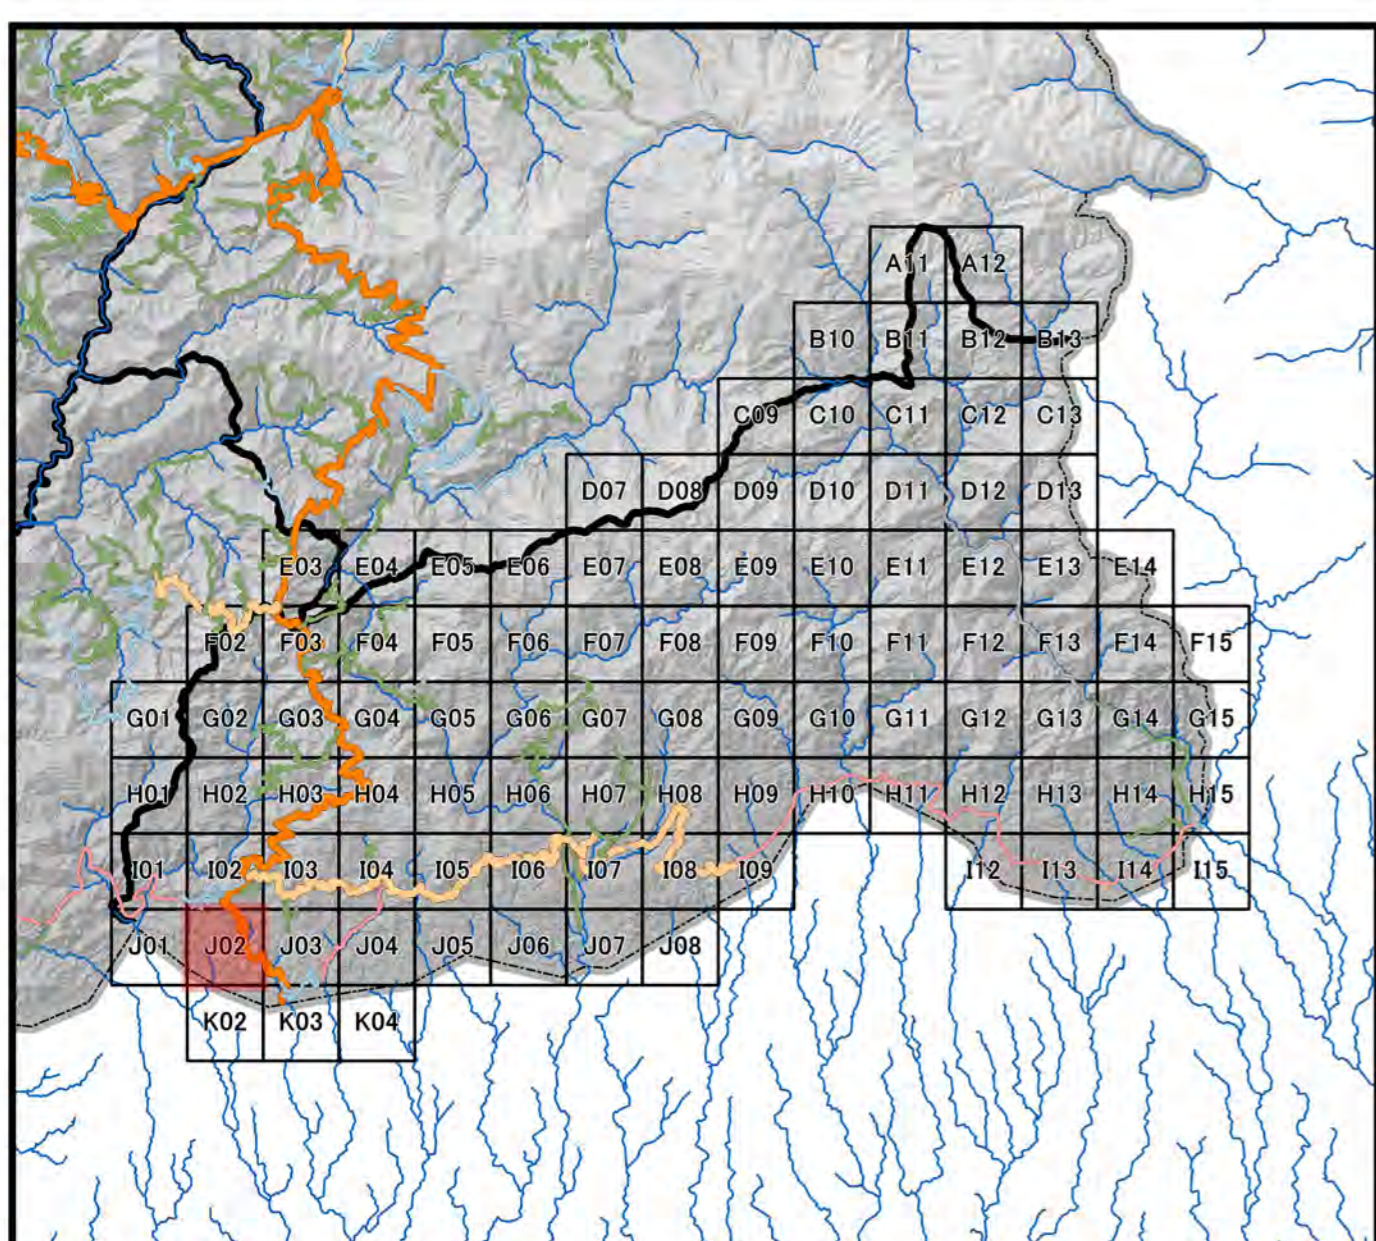 A11 A12
B10 B11 B12 B13
C09 C10 C11 C12 C13
D07 D08 D09 D10 D11 D12 D13
E03 E04 E05 E06 E07 E08 E09 E10 E11 E12 E13 E14
F02 F03 F04 F05 F06 F07 F08 F09 F10 F11 F12 F13 F14 F15
G01 G02 G03 G04 G05 G06 G07 G08 G09 G10 G11 G12 G13 G14 G15
H01 H02 H03 H04 H05 H06 H07 H08 H09 H10 H11 H12 H13 H14 H15
I01 I02 I03 I04 I05 I06 I07 I08 I09 I12 I13 I14 I15
J01 J02 J03 J04 J05 J06 J07 J08
K02 K03 K04